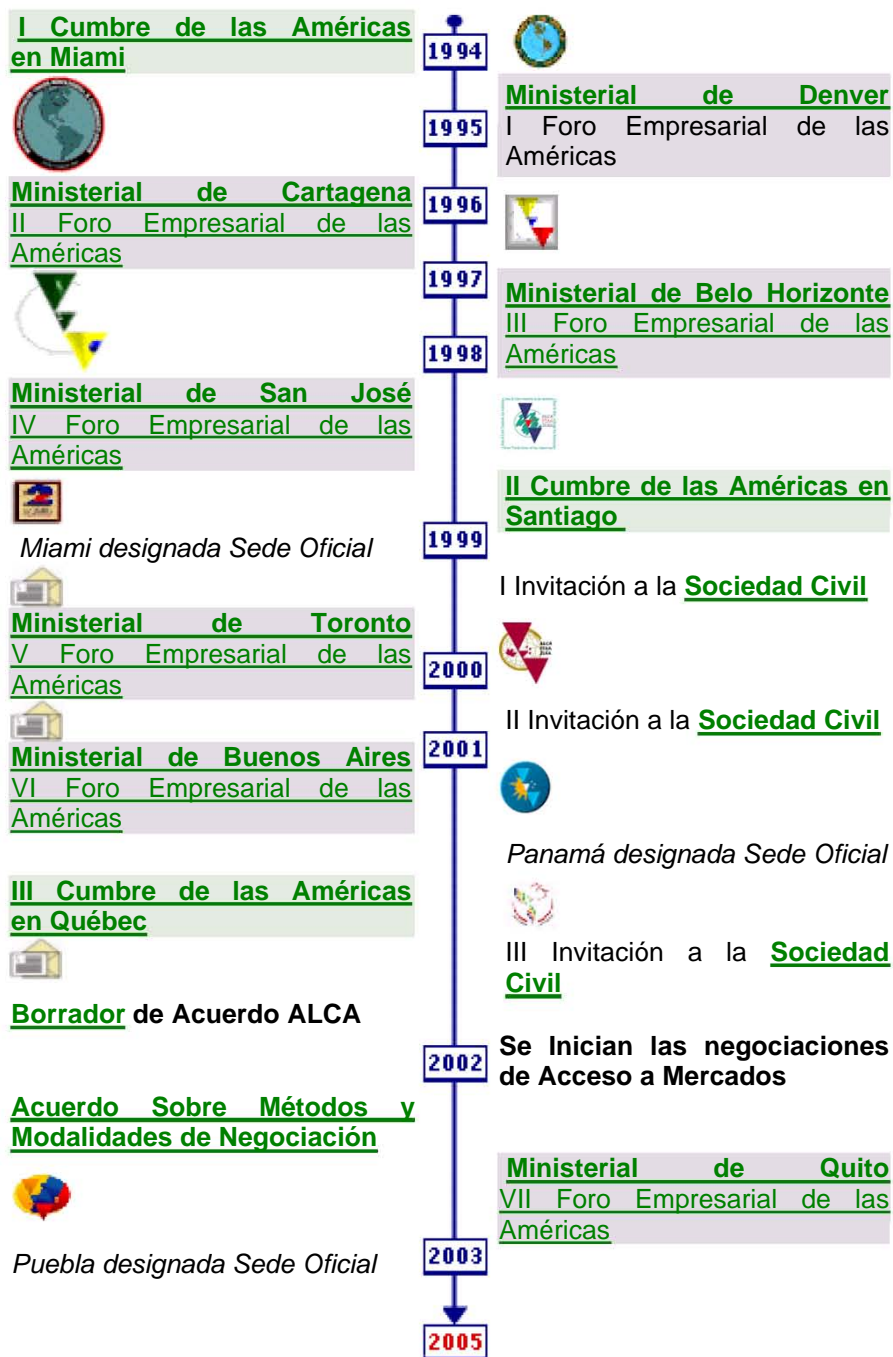 I Cumbre de las Américas
en Miami
1994
Ministerial de Denver
I Foro Empresarial de las
Américas
1995
Ministerial de Cartagena
II Foro Empresarial de las
Américas
1996
1997
Ministerial de Belo Horizonte
III Foro Empresarial de las
Américas
1998
Ministerial de San José
IV Foro Empresarial de las
Américas
II Cumbre de las Américas en
Santiago
Miami designada Sede Oficial
1999
I Invitación a la Sociedad Civil
Ministerial de Toronto
V Foro Empresarial de las
Américas
2000
II Invitación a la Sociedad Civil
Ministerial de Buenos Aires
VI Foro Empresarial de las
Américas
2001
Panamá designada Sede Oficial
III Cumbre de las Américas
en Québec
III Invitación a la Sociedad
Civil
Borrador de Acuerdo ALCA
Se Inician las negociaciones
de Acceso a Mercados
2002
Acuerdo Sobre Métodos y
Modalidades de Negociación
Ministerial de Quito
VII Foro Empresarial de las
Américas
Puebla designada Sede Oficial
2003
2005